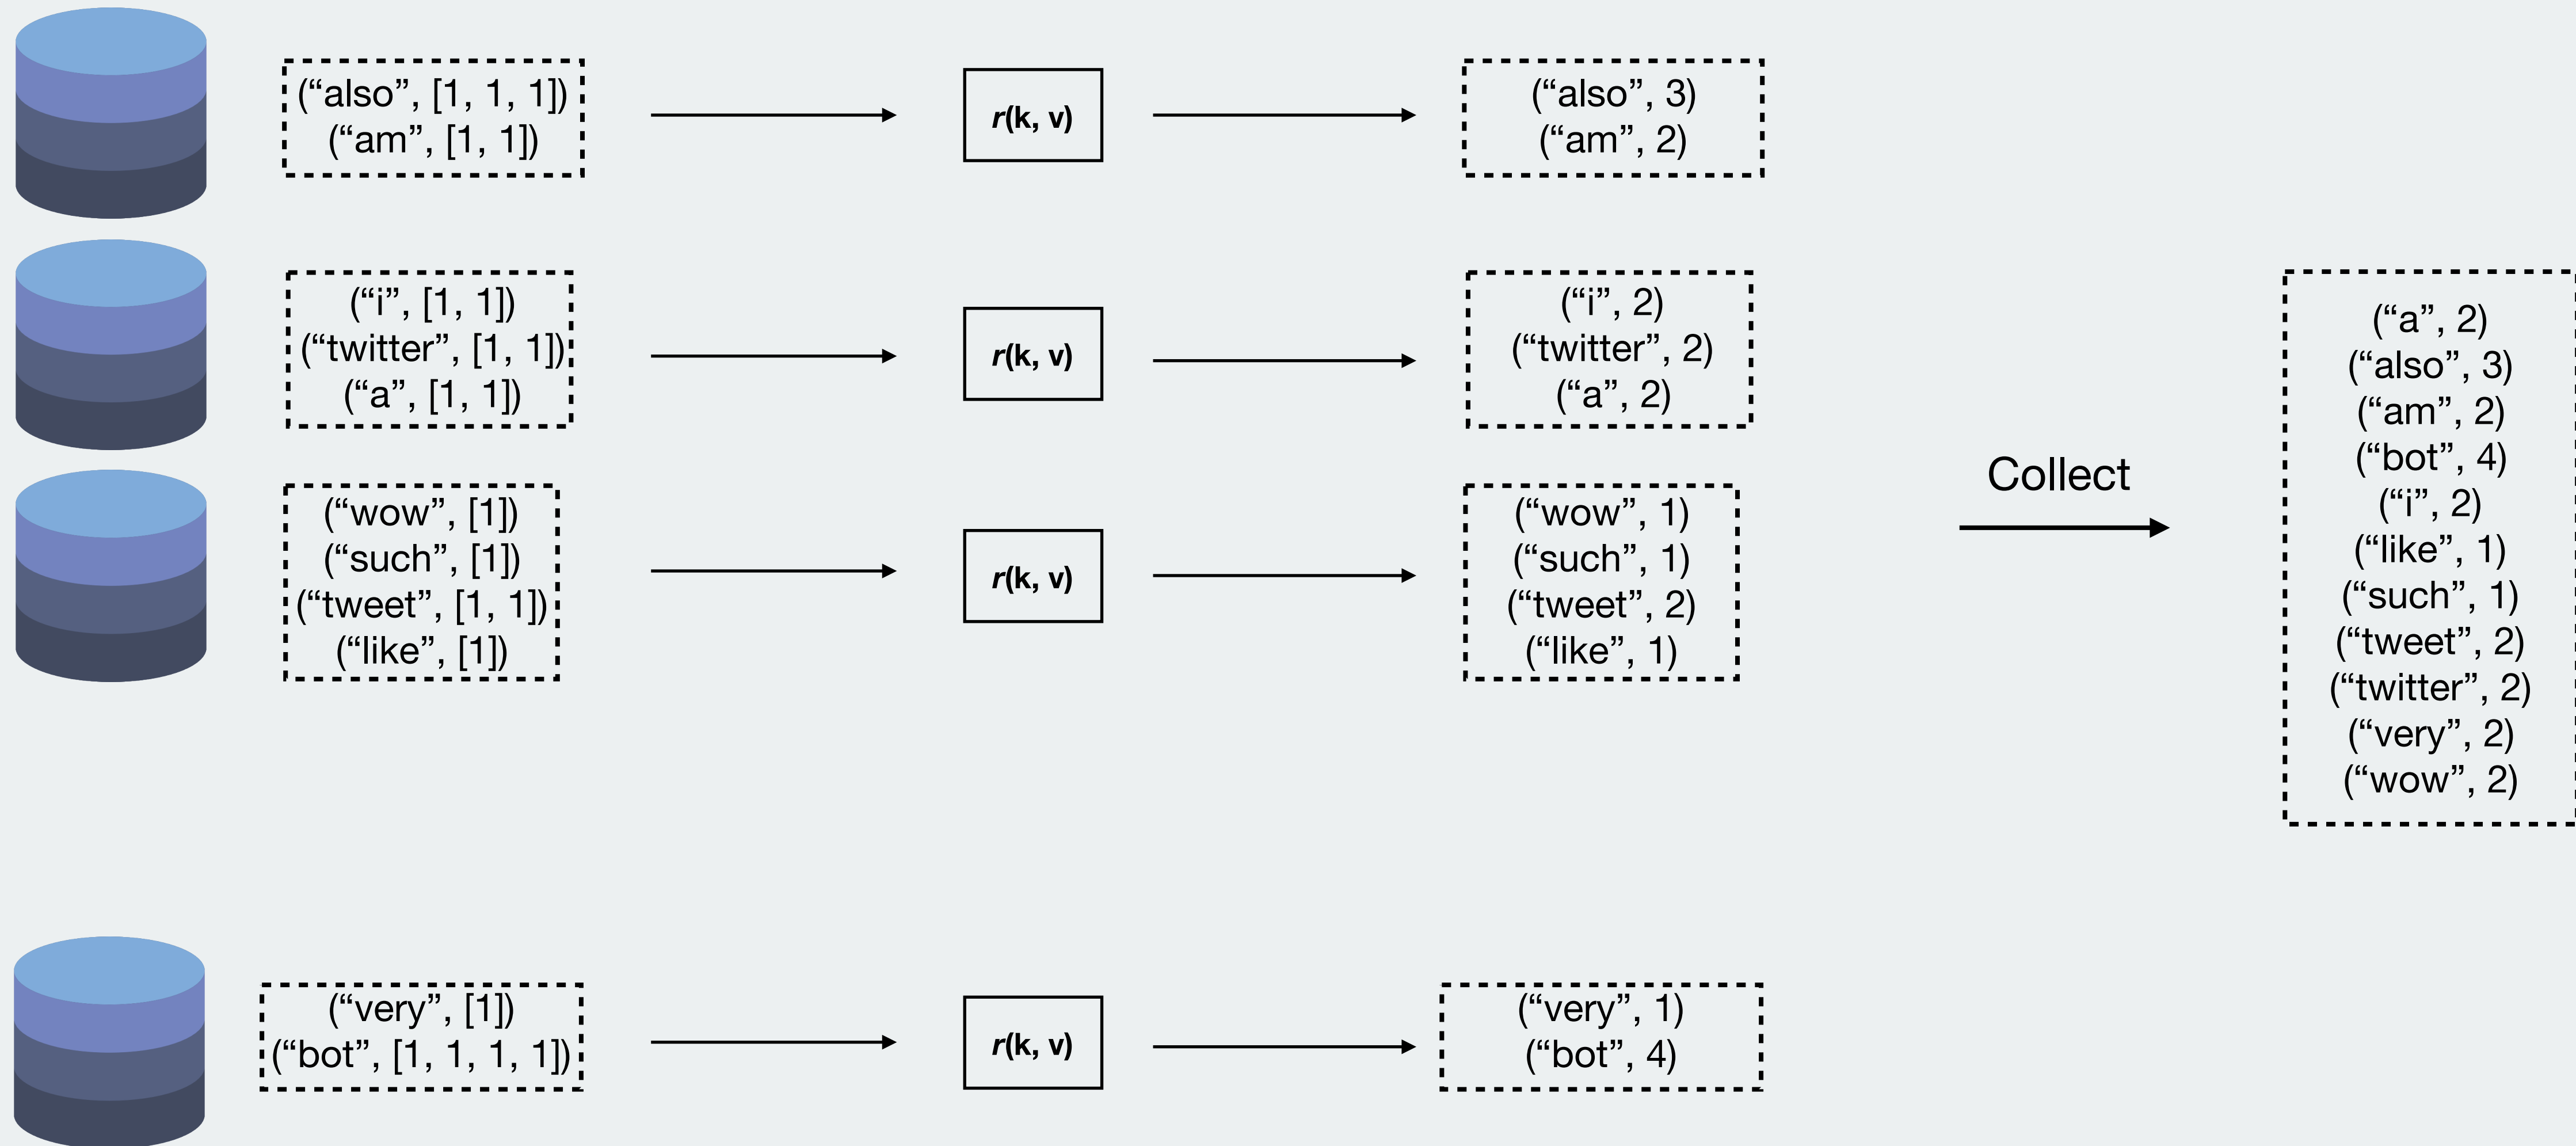 (“also”, [1, 1, 1])
(“am”, [1, 1])
r(k, v)
(“also”, 3)
(“am”, 2)
(“i”, [1, 1])
(“twitter”, [1, 1])
(“a”, [1, 1])
r(k, v)
(“i”, 2)
(“twitter”, 2)
(“a”, 2)
(“wow”, [1])
(“such”, [1])
(“tweet”, [1, 1])
(“like”, [1])
r(k, v)
(“wow”, 1)
(“such”, 1)
(“tweet”, 2)
(“like”, 1)
(“very”, [1])
(“bot”, [1, 1, 1, 1])
r(k, v)
(“very”, 1)
(“bot”, 4)
Collect
(“a”, 2)
(“also”, 3)
(“am”, 2)
(“bot”, 4)
(“i”, 2)
(“like”, 1)
(“such”, 1)
(“tweet”, 2)
(“twitter”, 2)
(“very”, 2)
(“wow”, 2)